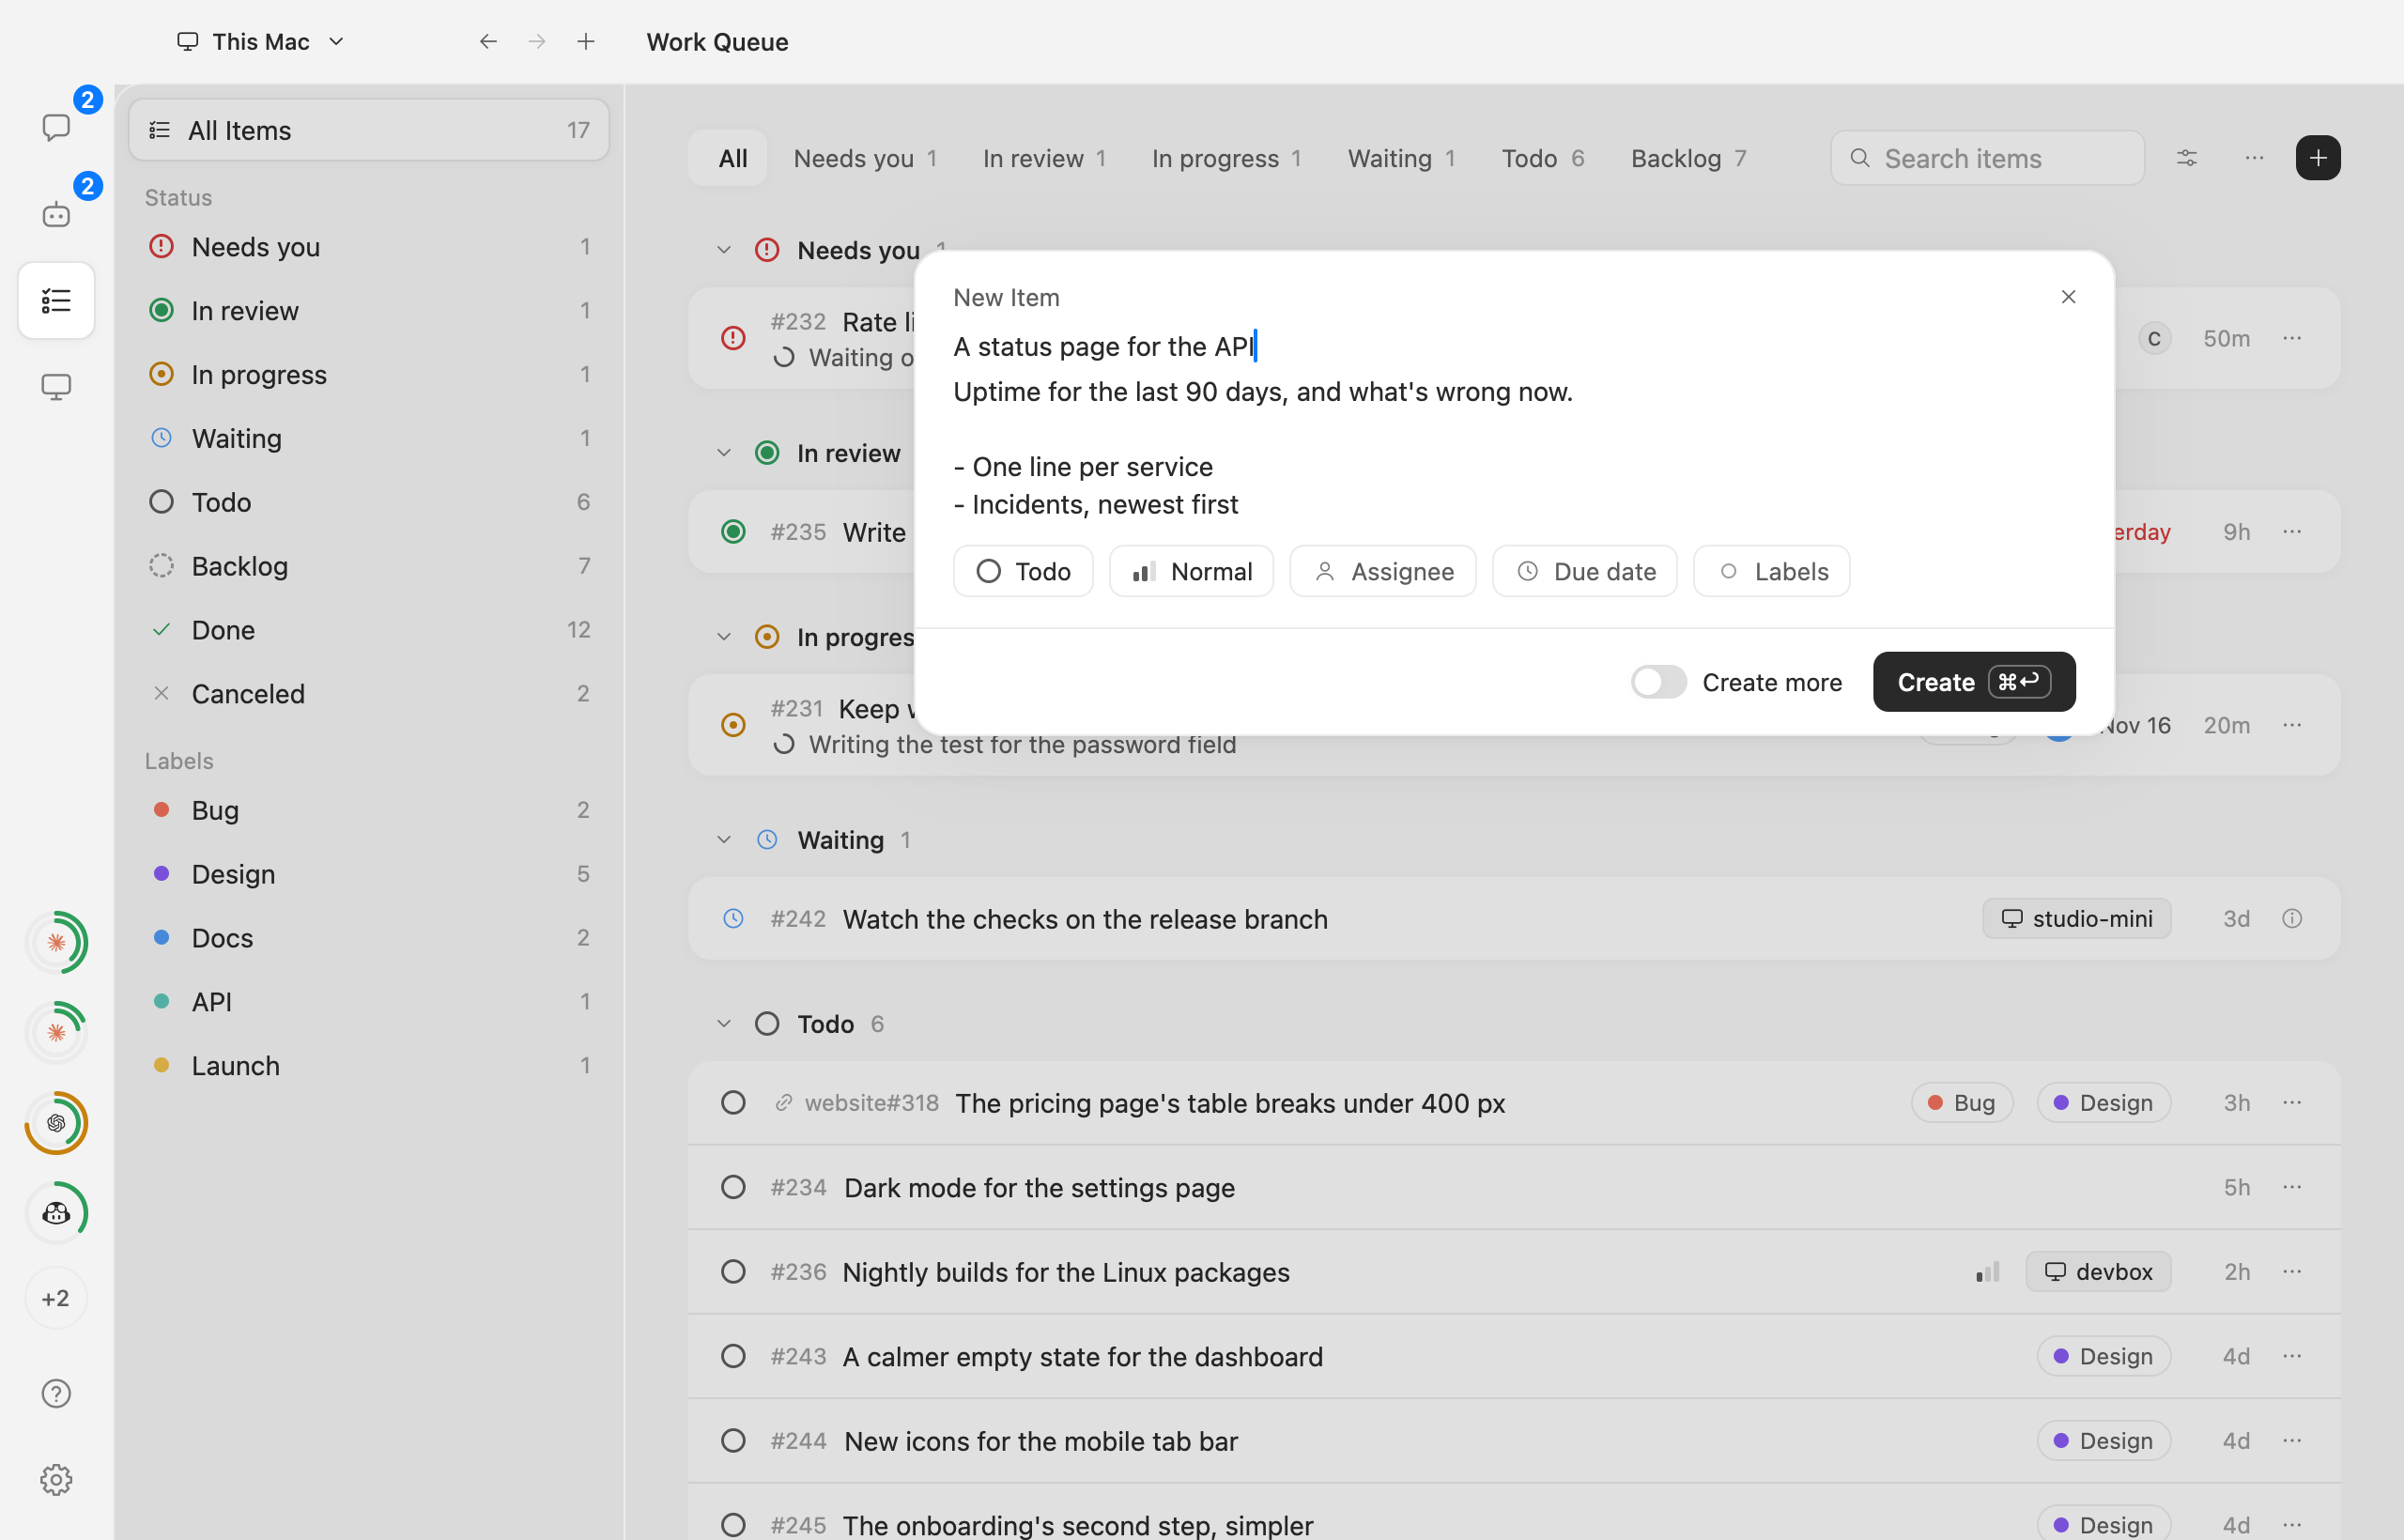 This Mac
Work Queue
2
2
All Items 17
Status
Needs you 1
In review 1
In progress 1
Waiting 1
Todo 6
Backlog 7
Done 12
Canceled 2
Labels
Bug 2
Design 5
Docs 2
API 1
Launch 1
+2
All Needs you 1 In review 1 In progress 1 Waiting 1 Todo 6 Backlog 7 Search items
Needs you 1
#232 Rate li C 50m
Waiting o
In review
#235 Write erday 9h
In progres
#231 Keep Nov 16 20m
Writing the test for the password field
New Item
A status page for the API
Uptime for the last 90 days, and what's wrong now.
- One line per service
- Incidents, newest first
Todo Normal Assignee Due date Labels
Create more Create ⌘↩
Waiting 1
#242 Watch the checks on the release branch studio-mini 3d
Todo 6
website#318 The pricing page's table breaks under 400 px Bug Design 3h
#234 Dark mode for the settings page 5h
#236 Nightly builds for the Linux packages devbox 2h
#243 A calmer empty state for the dashboard Design 4d
#244 New icons for the mobile tab bar Design 4d
#245 The onboarding's second step, simpler Design 4d